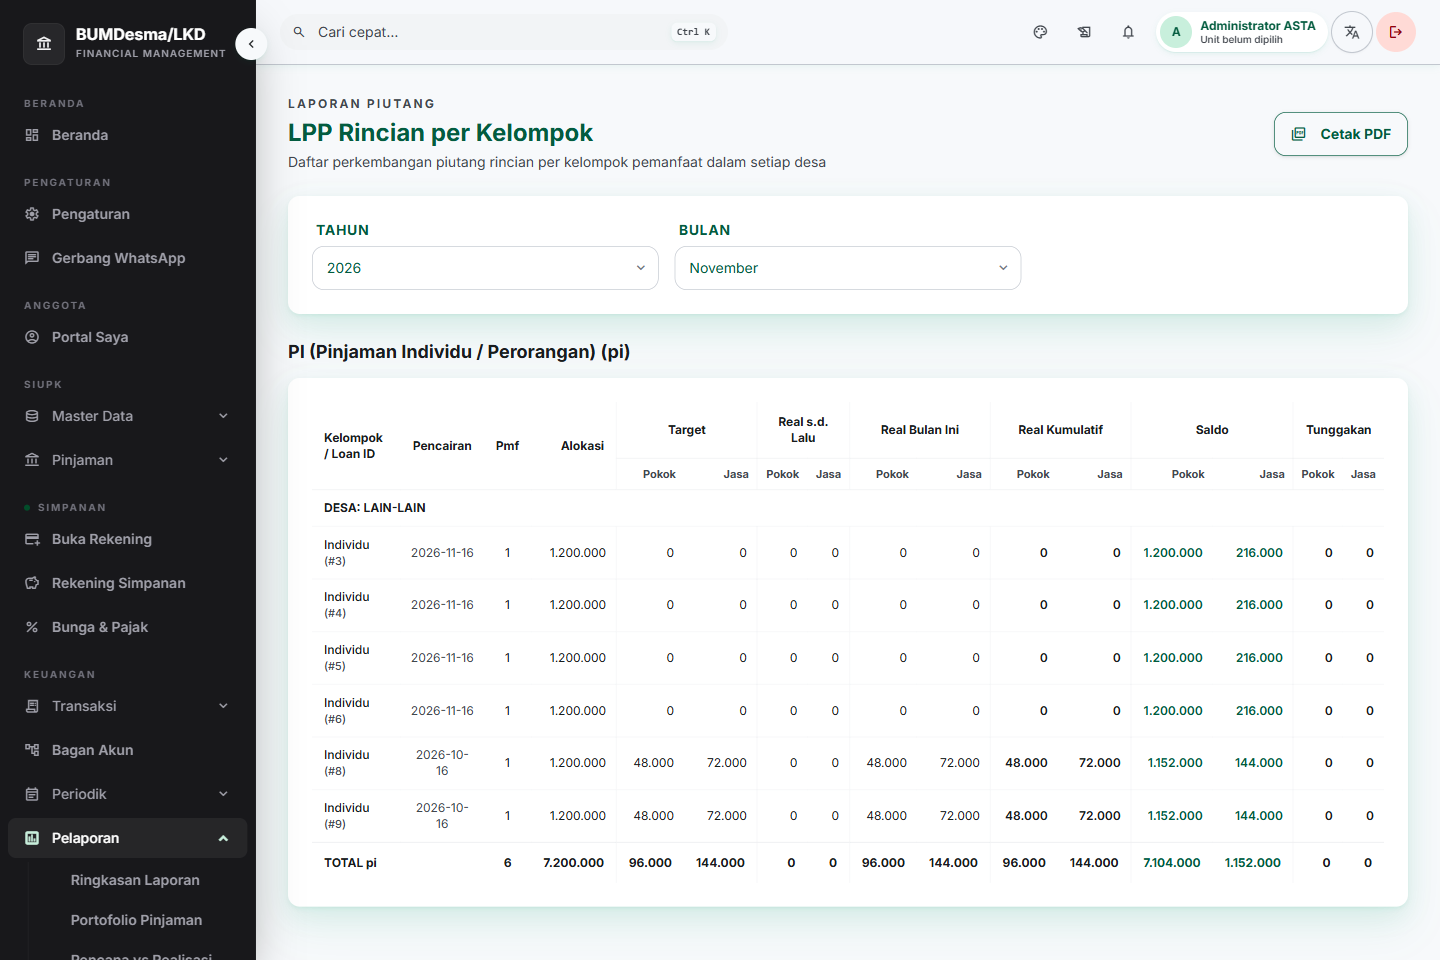 BUMDesma/LKD
FINANCIAL MANAGEMENT
Cari cepat...
Ctrl K
A
Administrator ASTA
Unit belum dipilih
BERANDA
Beranda
PENGATURAN
Pengaturan
Gerbang WhatsApp
ANGGOTA
Portal Saya
SIUPK
Master Data
Pinjaman
SIMPANAN
Buka Rekening
Rekening Simpanan
Bunga & Pajak
KEUANGAN
Transaksi
Bagan Akun
Periodik
Pelaporan
Ringkasan Laporan
Portofolio Pinjaman
Rencana vs Realisasi
LAPORAN PIUTANG
LPP Rincian per Kelompok
Daftar perkembangan piutang rincian per kelompok pemanfaat dalam setiap desa
Cetak PDF
TAHUN
BULAN
2026
November
PI (Pinjaman Individu / Perorangan) (pi)
Kelompok / Loan ID Pencairan Pmf Alokasi Target Real s.d. Lalu Real Bulan Ini Real Kumulatif Saldo Tunggakan
Pokok Jasa Pokok Jasa Pokok Jasa Pokok Jasa Pokok Jasa Pokok Jasa
DESA: LAIN-LAIN
Individu (#3) 2026-11-16 1 1.200.000 0 0 0 0 0 0 0 0 1.200.000 216.000 0 0
Individu (#4) 2026-11-16 1 1.200.000 0 0 0 0 0 0 0 0 1.200.000 216.000 0 0
Individu (#5) 2026-11-16 1 1.200.000 0 0 0 0 0 0 0 0 1.200.000 216.000 0 0
Individu (#6) 2026-11-16 1 1.200.000 0 0 0 0 0 0 0 0 1.200.000 216.000 0 0
Individu (#8) 2026-10-16 1 1.200.000 48.000 72.000 0 0 48.000 72.000 48.000 72.000 1.152.000 144.000 0 0
Individu (#9) 2026-10-16 1 1.200.000 48.000 72.000 0 0 48.000 72.000 48.000 72.000 1.152.000 144.000 0 0
TOTAL pi 6 7.200.000 96.000 144.000 0 0 96.000 144.000 96.000 144.000 7.104.000 1.152.000 0 0